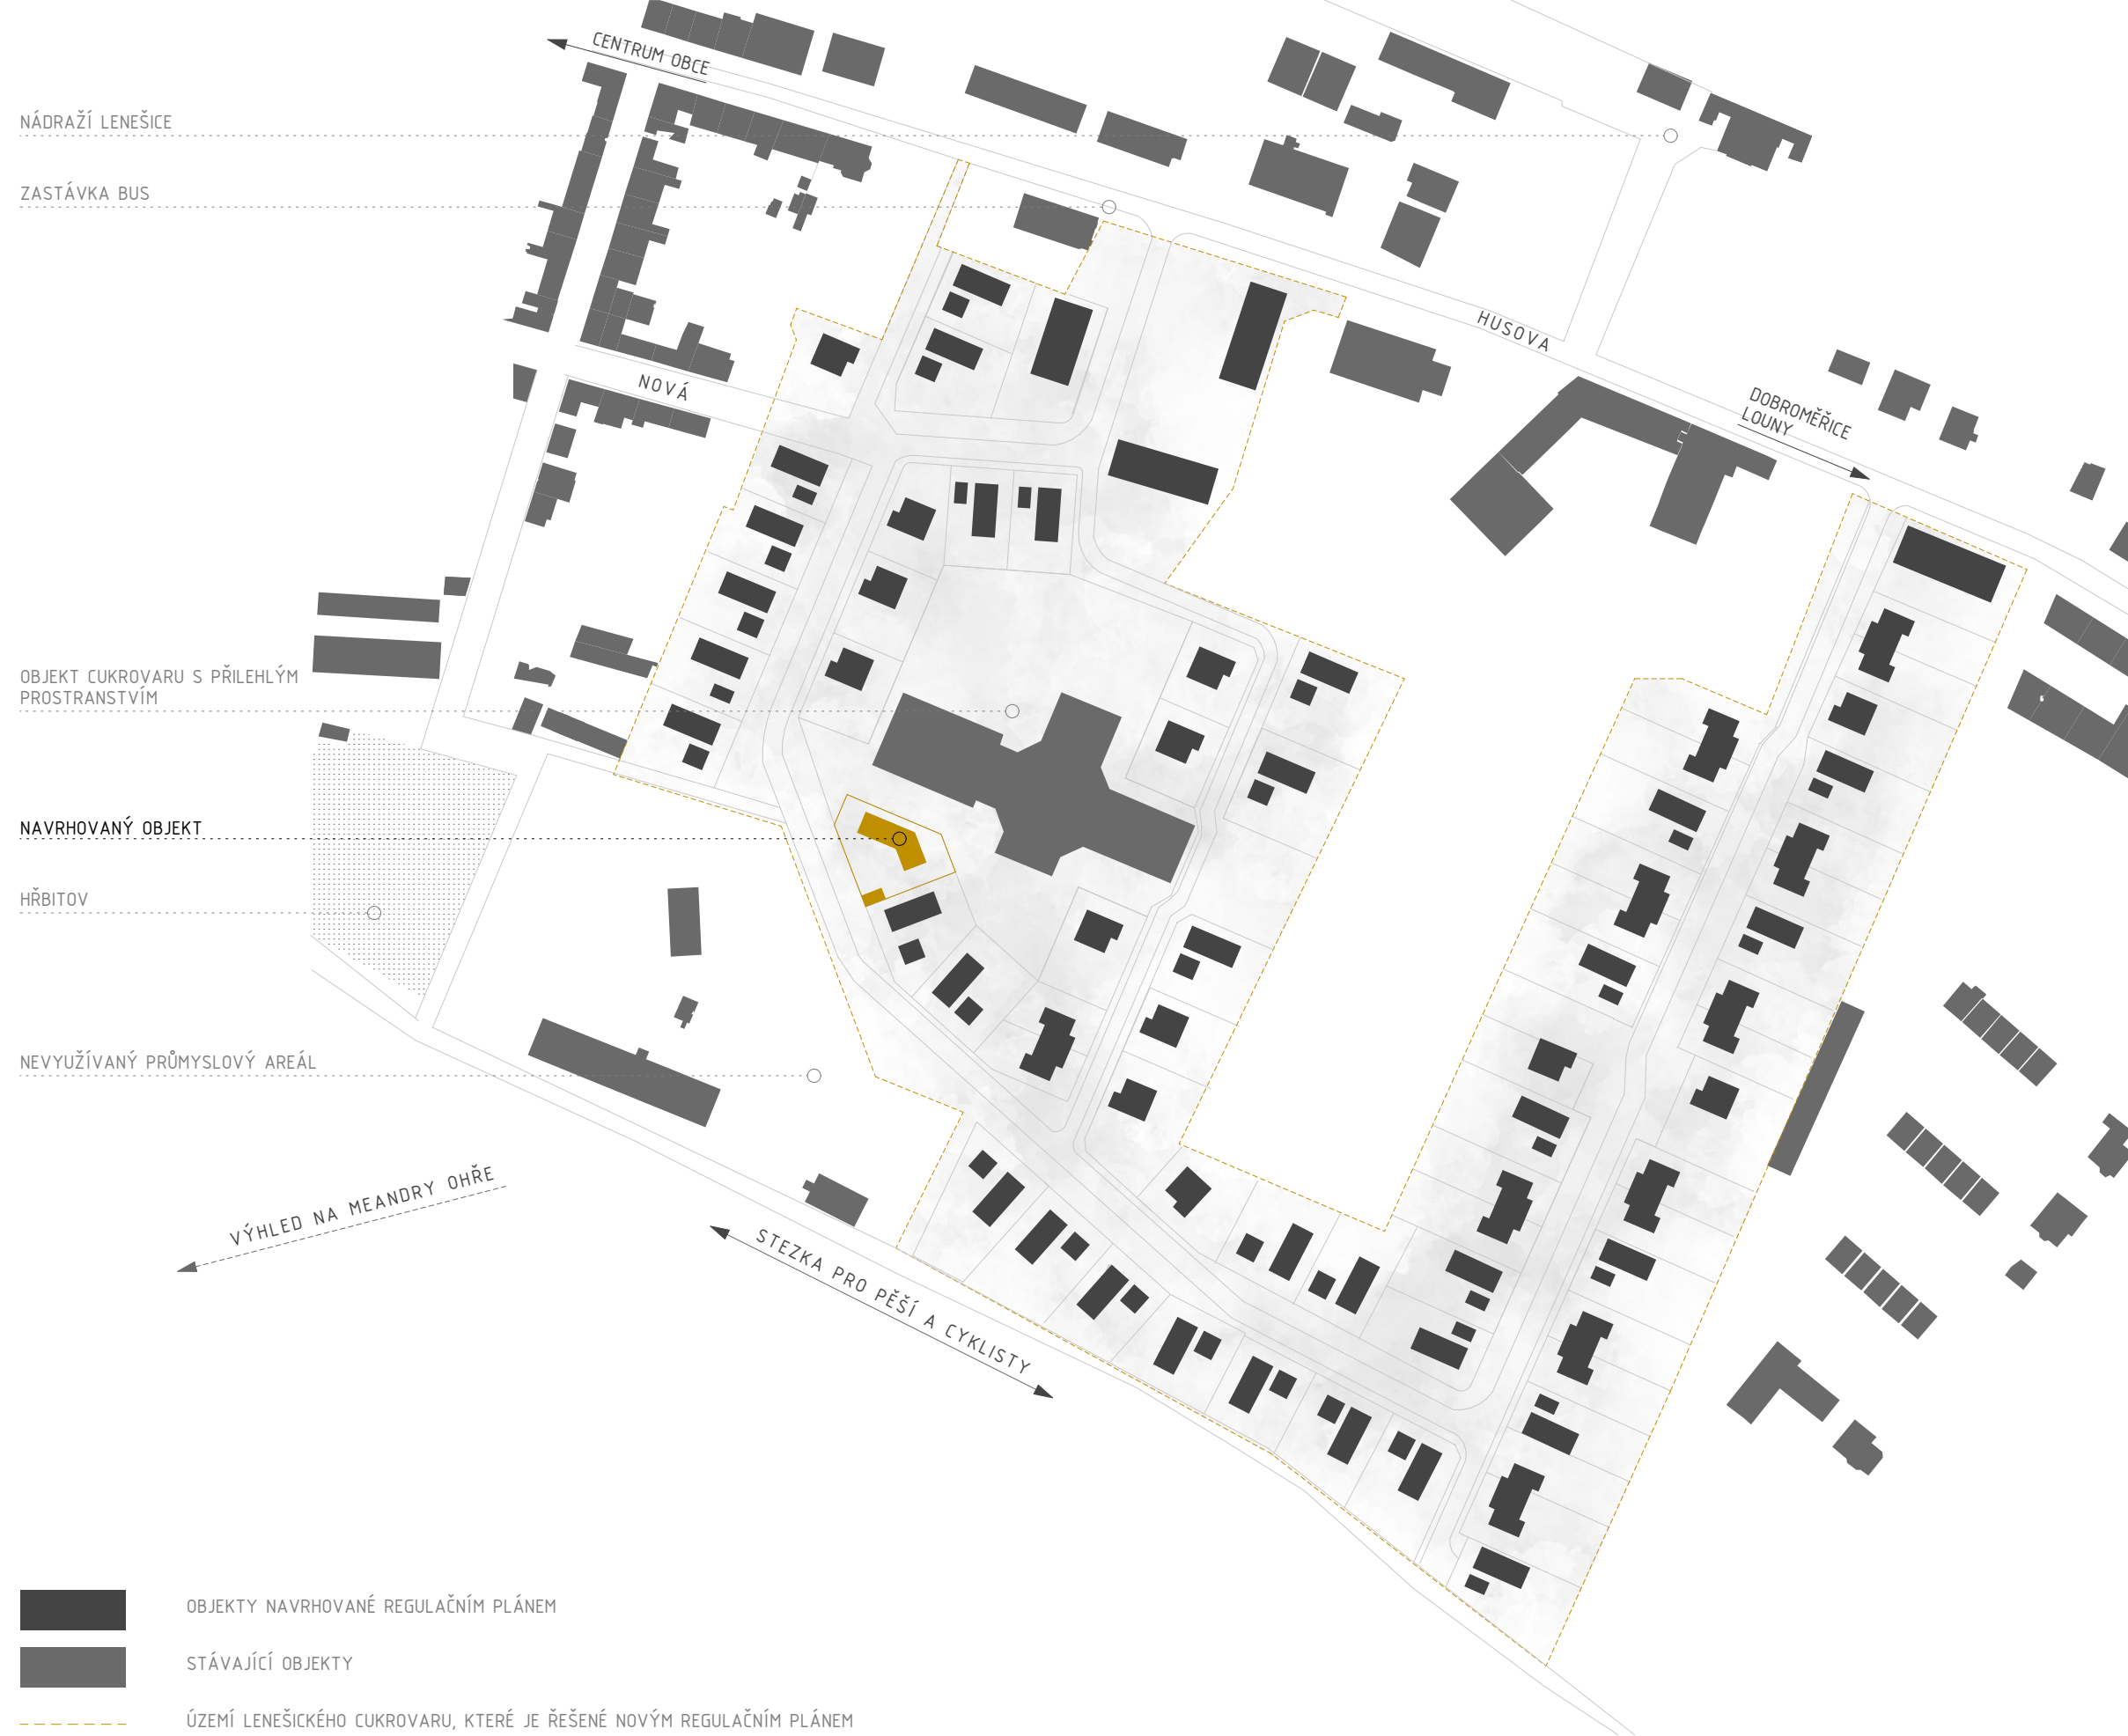 CENTRUM OBCE
NÁDRAŽÍ LENEŠICE
ZASTÁVKA BUS
HUSOVA
NOVÁ
DOBROMĚŘICE
LOUNY
OBJEKT CUKROVARU S PŘILEHLÝM
PROSTRANSTVÍM
NAVRHOVANÝ OBJEKT
HŘBITOV
NEVYUŽÍVANÝ PRŮMYSLOVÝ AREÁL
VÝHLED NA MEANDRY OHŘE
STEZKA PRO PĚŠÍ A CYKLISTY
OBJEKTY NAVRHOVANÉ REGULAČNÍM PLÁNEM
STÁVAJÍCÍ OBJEKTY
ÚZEMÍ LENEŠICKÉHO CUKROVARU, KTERÉ JE ŘEŠENÉ NOVÝM REGULAČNÍM PLÁNEM